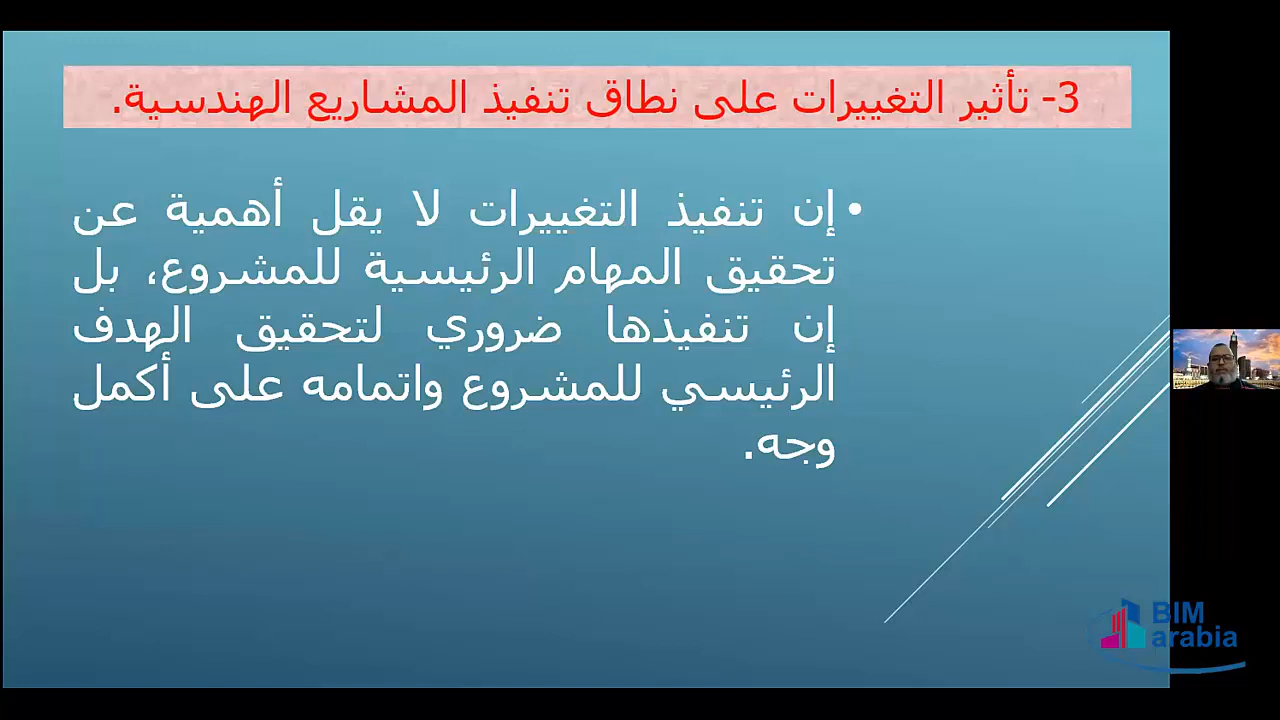 3- تأثير التغييرات على نطاق تنفيذ المشاريع الهندسية.
• إن تنفيذ التغييرات لا يقل أهمية عن
تحقيق المهام الرئيسية للمشروع، بل
إن تنفيذها ضروري لتحقيق الهدف
الرئيسي للمشروع واتمامه على أكمل
وجه.
BIM
arabia